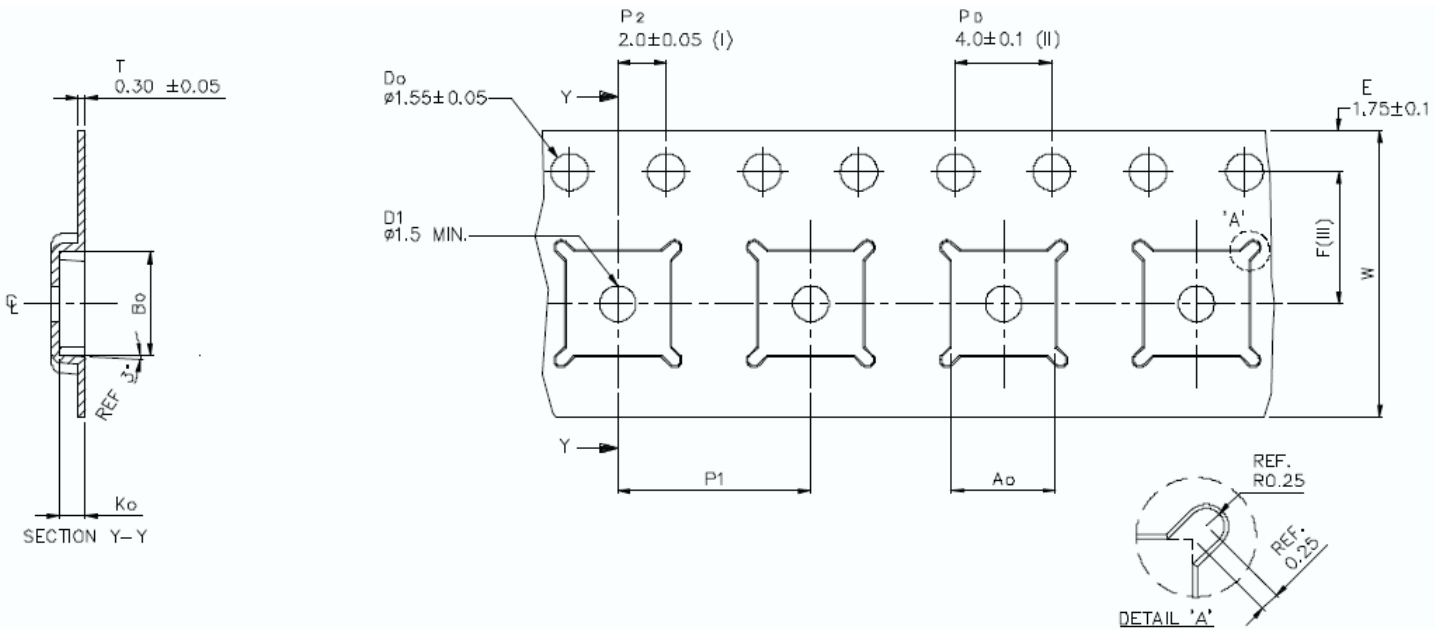 T
0.30 ±0.05
P2
2.0±0.05 (I)
P0
4.0±0.1 (II)
Do
ø1.55±0.05
Y
E
1.75±0.1
D1
ø1.5 MIN.
'A'
F(III)
W
℄
Bo
REF 3°
Y
P1
Ao
Ko
SECTION Y-Y
REF.
R0.25
REF.
0.25
DETAIL 'A'